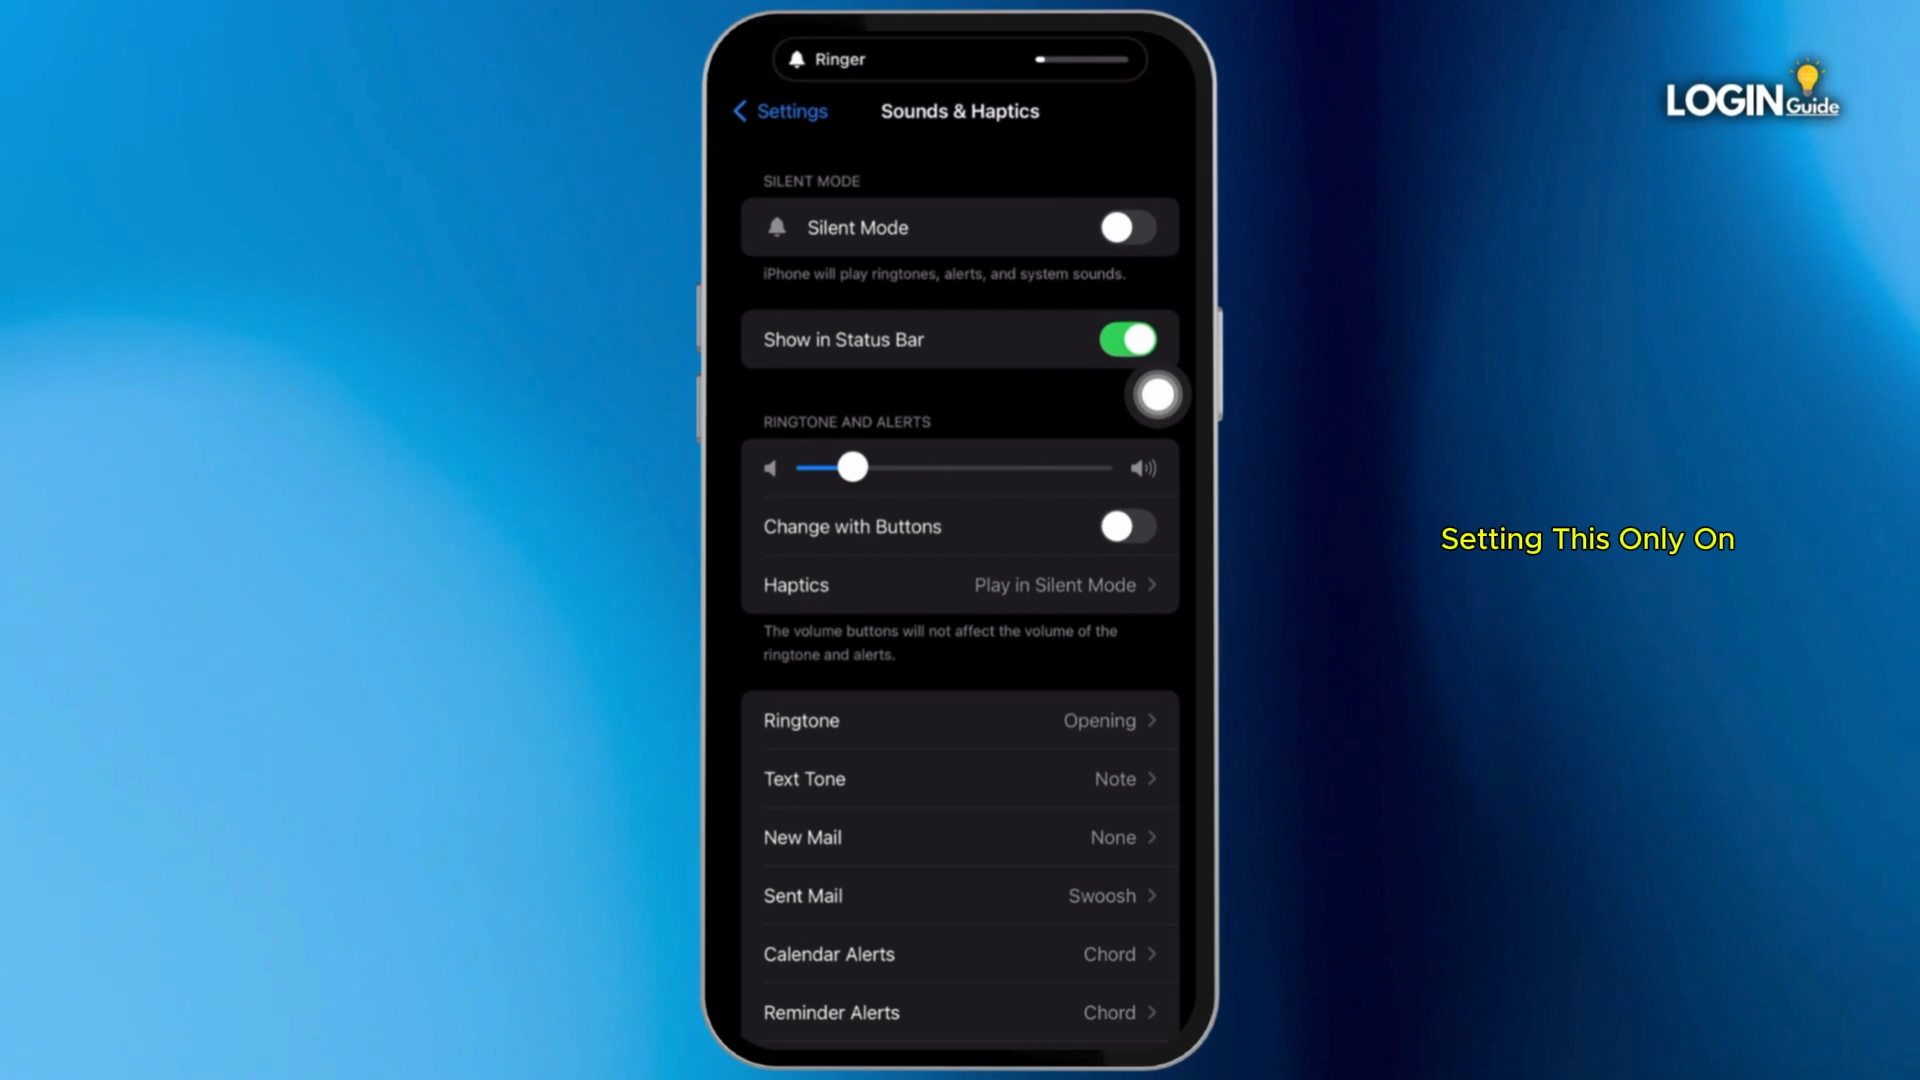 Ringer
Settings
Sounds & Haptics
LOGIN Guide
SILENT MODE
Silent Mode
iPhone will play ringtones, alerts, and system sounds.
Show in Status Bar
RINGTONE AND ALERTS
Change with Buttons
Setting This Only On
Haptics Play in Silent Mode
The volume buttons will not affect the volume of the
ringtone and alerts.
Ringtone Opening
Text Tone Note
New Mail None
Sent Mail Swoosh
Calendar Alerts Chord
Reminder Alerts Chord